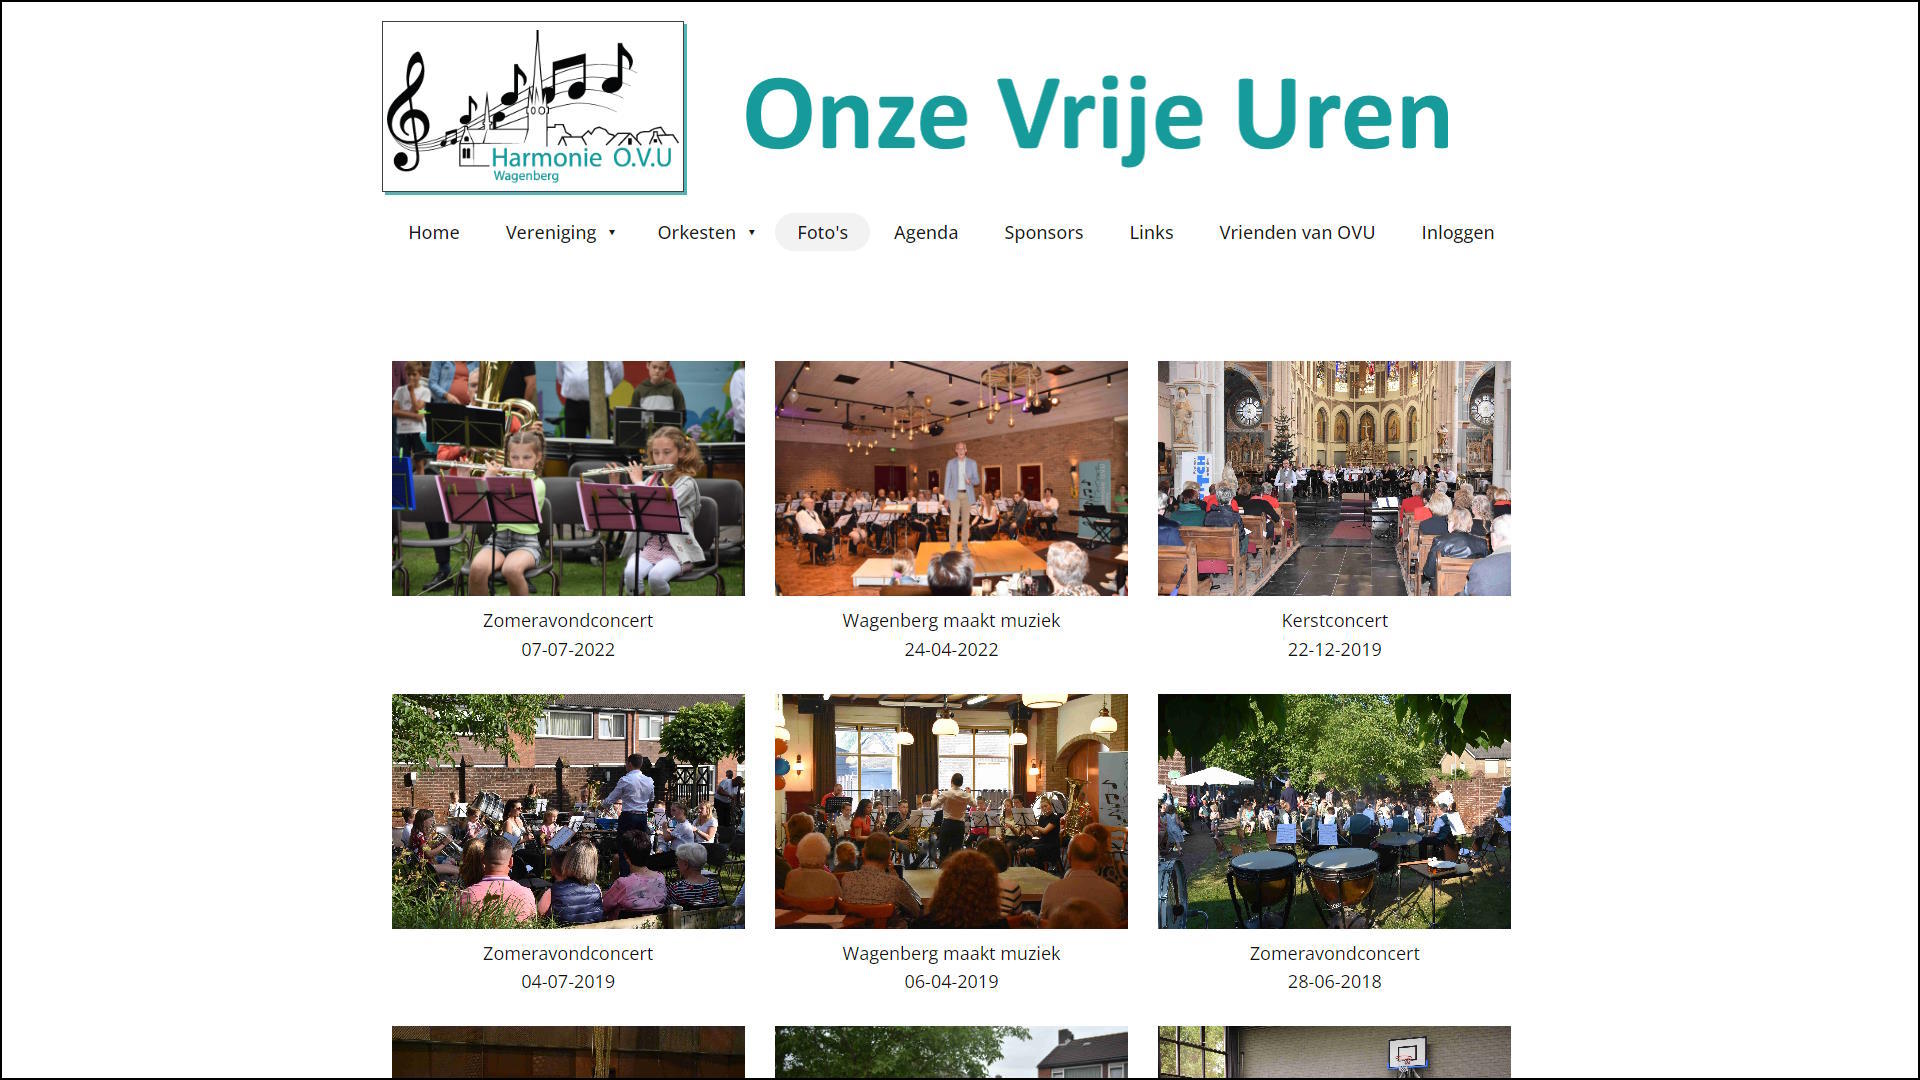 Harmonie O.V.U
Wagenberg
Onze Vrije Uren
Home Vereniging ▾ Orkesten ▾ Foto's Agenda Sponsors Links Vrienden van OVU Inloggen
Zomeravondconcert
07-07-2022
Wagenberg maakt muziek
24-04-2022
Kerstconcert
22-12-2019
Zomeravondconcert
04-07-2019
Wagenberg maakt muziek
06-04-2019
Zomeravondconcert
28-06-2018